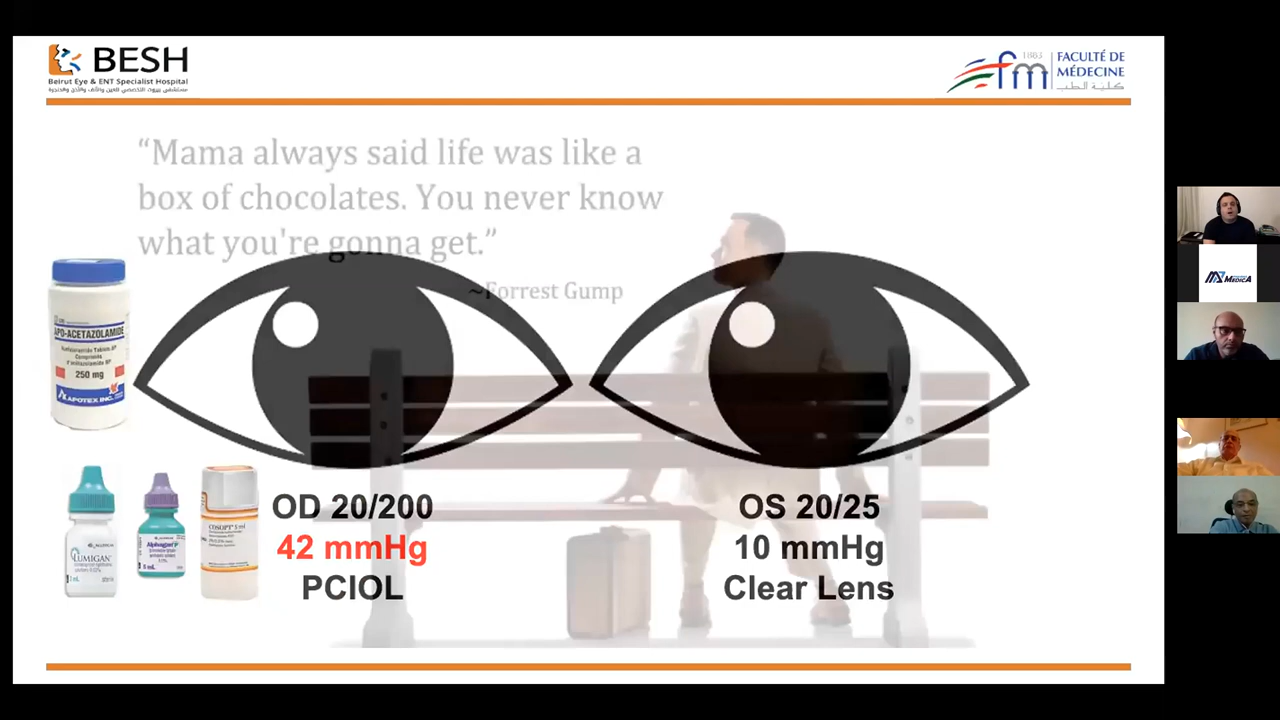 BESH
Beirut Eye & ENT Specialist Hospital
مستشفى بيروت التخصصي للعين والأنف والأذن والحنجرة
1883
fm
FACULTÉ DE
MÉDECINE
كلية الطب
“Mama always said life was like a
box of chocolates. You never know
what you're gonna get.”
~Forrest Gump
APO-ACETAZOLAMIDE
250 mg
APOTEX INC.
LUMIGAN
Alphagan P
COSOPT
5 ml
OD 20/200
42 mmHg
PCIOL
OS 20/25
10 mmHg
Clear Lens
MEDICA